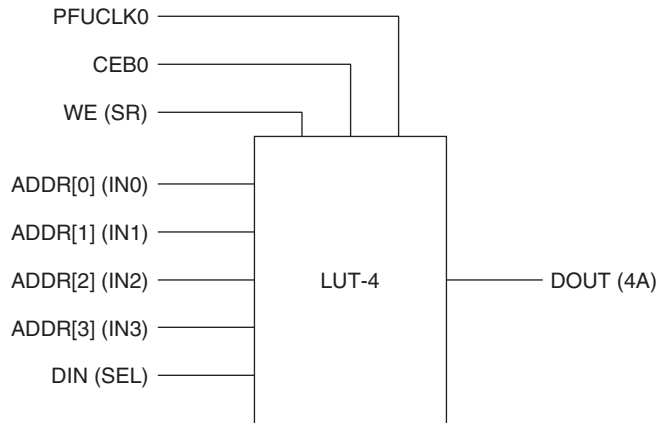 PFUCLK0
CEB0
WE (SR)
ADDR[0] (IN0)
ADDR[1] (IN1)
ADDR[2] (IN2)
LUT-4
DOUT (4A)
ADDR[3] (IN3)
DIN (SEL)